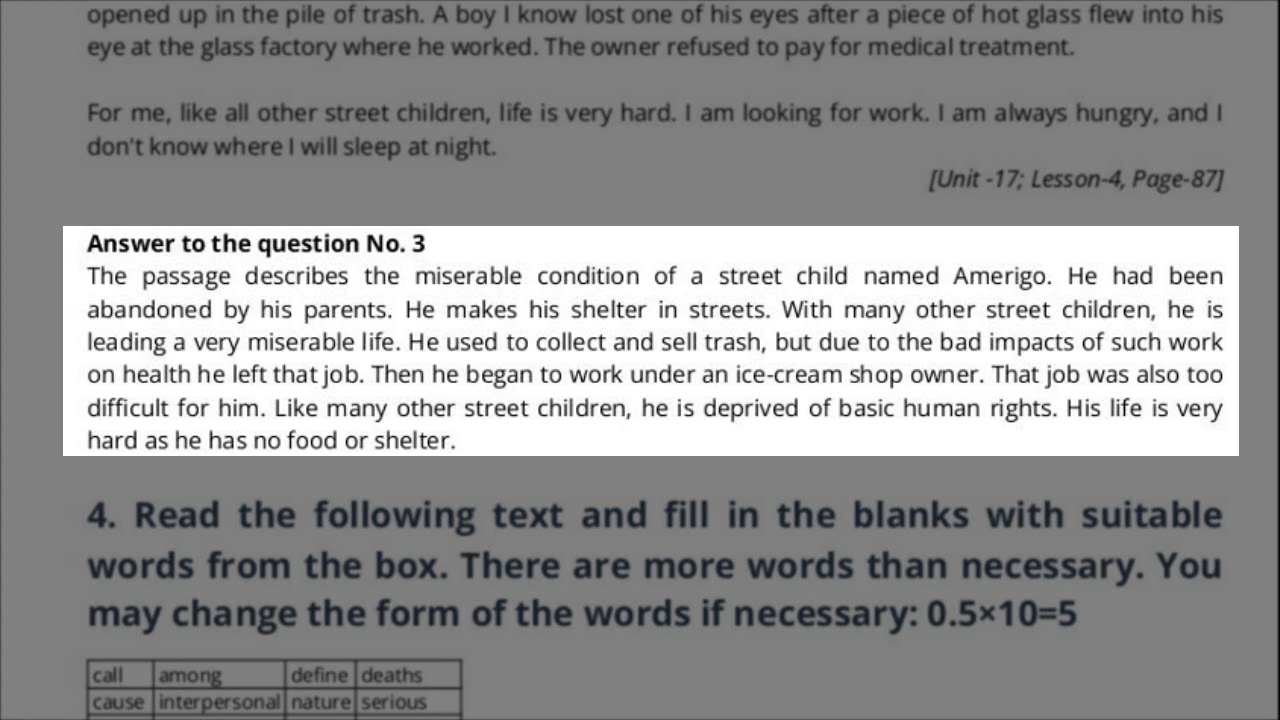 opened up in the pile of trash. A boy I know lost one of his eyes after a piece of hot glass flew into his
eye at the glass factory where he worked. The owner refused to pay for medical treatment.
For me, like all other street children, life is very hard. I am looking for work. I am always hungry, and I
don't know where I will sleep at night.
[Unit -17; Lesson-4, Page-87]
Answer to the question No. 3
The passage describes the miserable condition of a street child named Amerigo. He had been
abandoned by his parents. He makes his shelter in streets. With many other street children, he is
leading a very miserable life. He used to collect and sell trash, but due to the bad impacts of such work
on health he left that job. Then he began to work under an ice-cream shop owner. That job was also too
difficult for him. Like many other street children, he is deprived of basic human rights. His life is very
hard as he has no food or shelter.
4. Read the following text and fill in the blanks with suitable
words from the box. There are more words than necessary. You
may change the form of the words if necessary: 0.5×10=5
call among define deaths
cause interpersonal nature serious